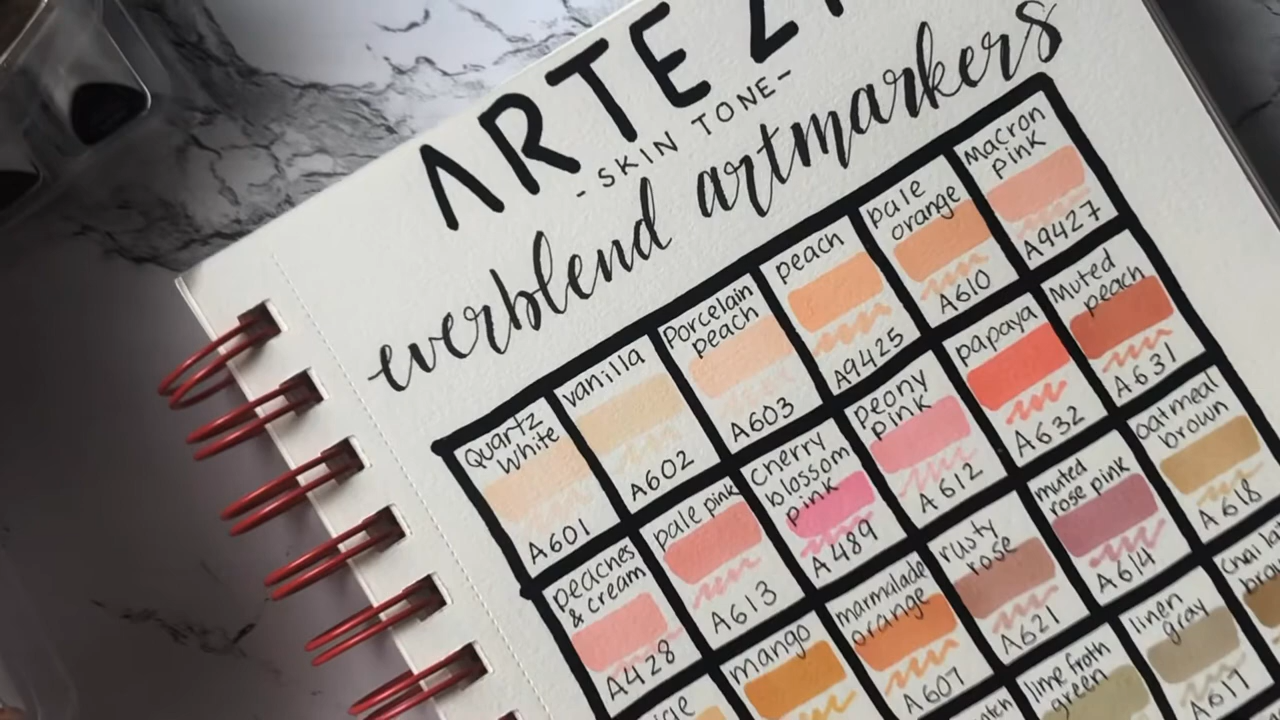 ARTEZA
-SKIN TONE-
everblend artmarkers
Quartz
White
A601
vanilla
A602
Porcelain
peach
A603
peach
A9425
pale
orange
A610
Macron
pink
A9427
peaches
& cream
A428
pale pink
A613
cherry
blossom
pink
A489
peony
pink
A612
papaya
A632
Muted
peach
A631
mango
marmalade
orange
A607
rusty
rose
A621
muted
rose pink
A614
oatmeal
brown
A618
lime froth
green
linen
gray
A617